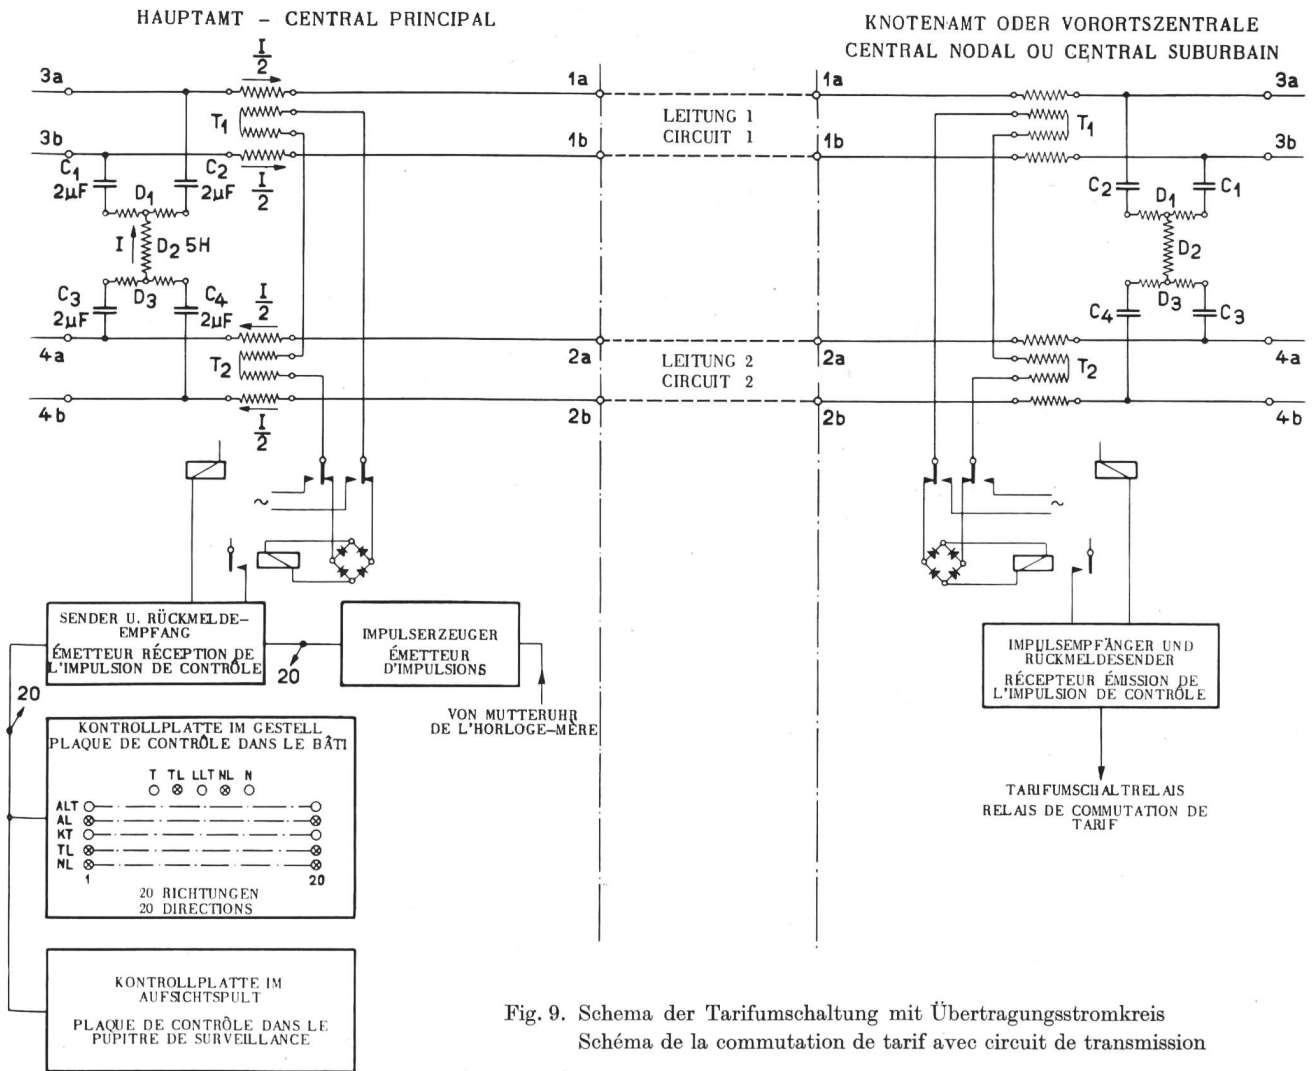 HAUPTAMT – CENTRAL PRINCIPAL
KNOTENAMT ODER VORORTSZENTRALE
CENTRAL NODAL OU CENTRAL SUBURBAIN
3a
I/2
1a
1a
3a
T1
LEITUNG 1
CIRCUIT 1
T1
3b
1b
1b
3b
I/2
C1
2µF
C2
2µF
D1
I
D2 5H
D3
C3
2µF
C4
2µF
I/2
C2
D1
C1
D2
D3
C4
C3
4a
2a
2a
4a
T2
LEITUNG 2
CIRCUIT 2
T2
4b
2b
2b
4b
I/2
~
~
SENDER U. RÜCKMELDE–
EMPFANG
ÉMETTEUR RÉCEPTION DE
L'IMPULSION DE CONTRÔLE
20
IMPULSERZEUGER
ÉMETTEUR
D'IMPULSIONS
VON MUTTERUHR
DE L'HORLOGE–MÈRE
IMPULSEMPFÄNGER UND
RÜCKMELDESENDER
RÉCEPTEUR ÉMISSION DE
L'IMPULSION DE CONTRÔLE
TARIFUMSCHALTRELAIS
RELAIS DE COMMUTATION DE
TARIF
20
KONTROLLPLATTE IM GESTELL
PLAQUE DE CONTRÔLE DANS LE BÂTI
T TL LLT NL N
ALT
AL
KT
TL
NL
1 20
20 RICHTUNGEN
20 DIRECTIONS
KONTROLLPLATTE IM
AUFSICHTSPULT
PLAQUE DE CONTRÔLE DANS LE
PUPITRE DE SURVEILLANCE
Fig. 9. Schema der Tarifumschaltung mit Übertragungsstromkreis
Schéma de la commutation de tarif avec circuit de transmission